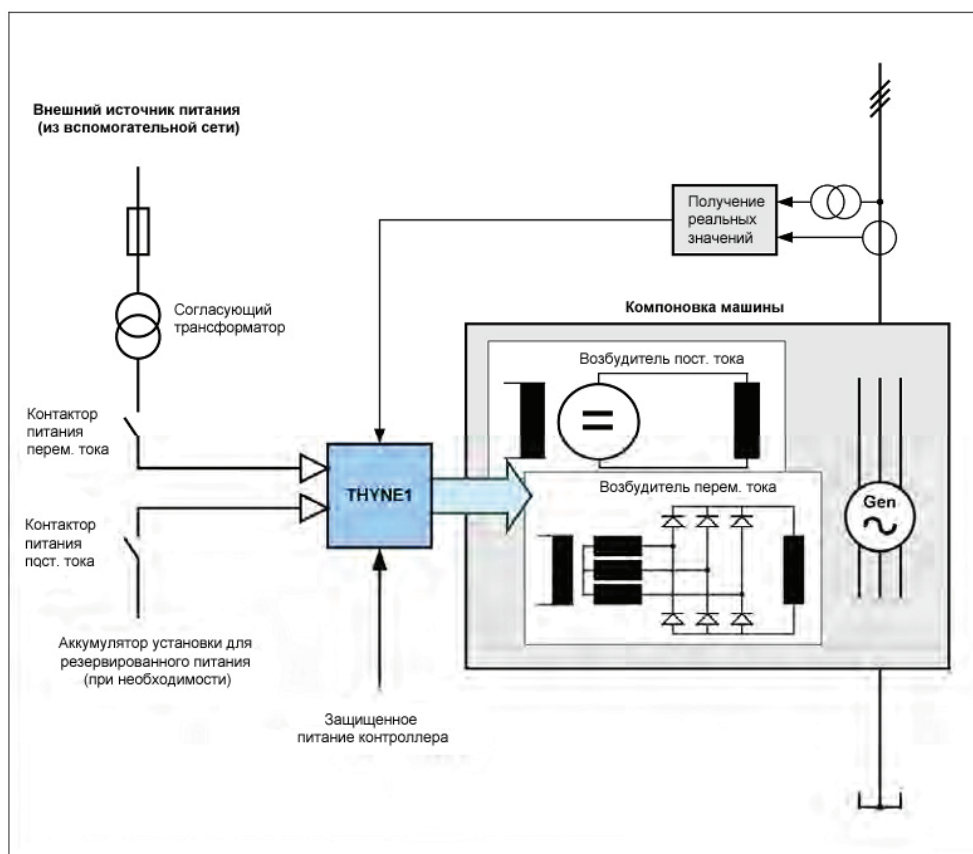 Внешний источник питания
(из вспомогательной сети)
Получение
реальных
значений
Согласующий
трансформатор
Компоновка машины
Возбудитель пост. тока
Контактор
питания
перем. тока
THYNE1
Возбудитель перем. тока
Gen
Контактор
питания
пост. тока
Аккумулятор установки для
резервированного питания
(при необходимости)
Защищенное
питание контроллера